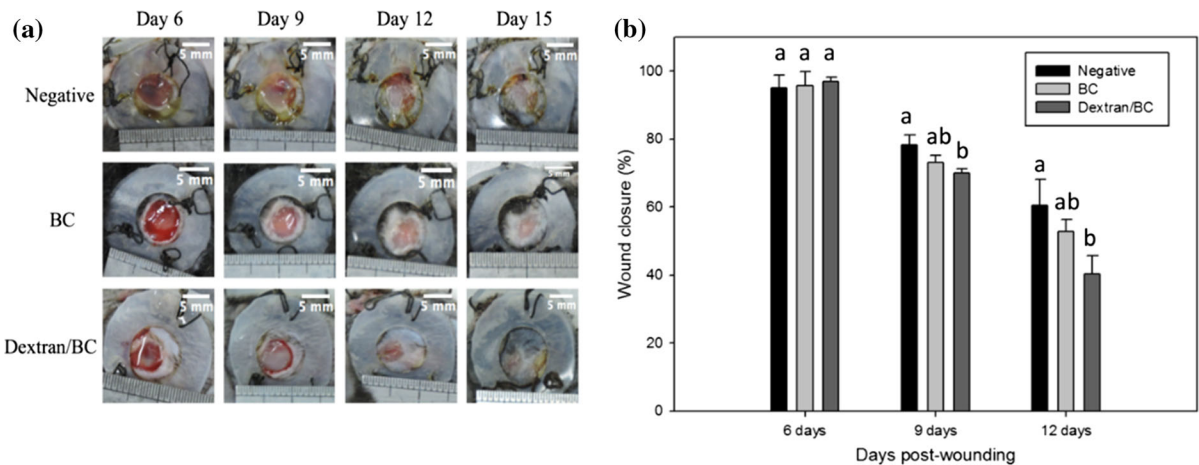 (a)
Day 6 Day 9 Day 12 Day 15
Negative
5 mm 5 mm 5 mm 5 mm
BC
5 mm 5 mm 5 mm 5 mm
Dextran/BC
5 mm 5 mm 5 mm 5 mm
(b)
Wound closure (%)
100
80
60
40
20
0
a a a
a ab b
a ab b
Negative
BC
Dextran/BC
6 days 9 days 12 days
Days post-wounding